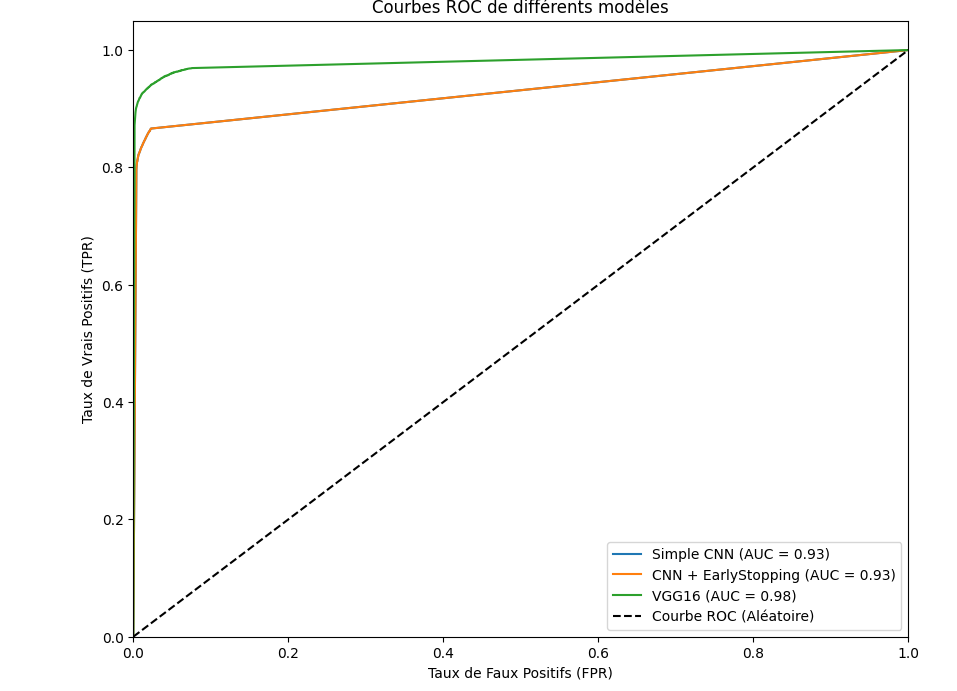 Courbes ROC de différents modèles
1.0
0.8
0.6
0.4
0.2
0.0
Taux de Vrais Positifs (TPR)
0.0 0.2 0.4 0.6 0.8 1.0
Taux de Faux Positifs (FPR)
Simple CNN (AUC = 0.93)
CNN + EarlyStopping (AUC = 0.93)
VGG16 (AUC = 0.98)
Courbe ROC (Aléatoire)